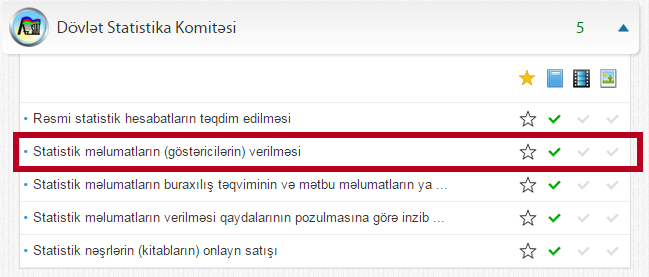 Dövlət Statistika Komitəsi 5
Rəsmi statistik hesabatların təqdim edilməsi
Statistik məlumatların (göstəricilərin) verilməsi
Statistik məlumatların buraxılış təqviminin və mətbu məlumatların ya ...
Statistik məlumatların verilməsi qaydalarının pozulmasına görə inzib ...
Statistik nəşrlərin (kitabların) onlayn satışı